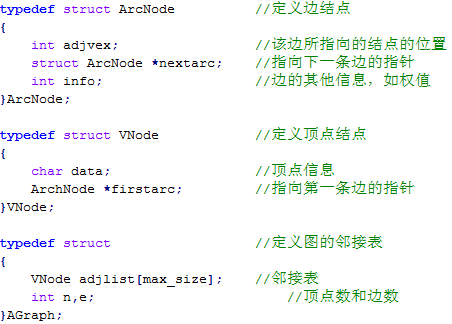 typedef struct ArcNode //定义边结点
{
int adjvex; //该边所指向的结点的位置
struct ArcNode *nextarc; //指向下一条边的指针
int info; //边的其他信息，如权值
}ArcNode;
typedef struct VNode //定义顶点结点
{
char data; //顶点信息
ArchNode *firstarc; //指向第一条边的指针
}VNode;
typedef struct //定义图的邻接表
{
VNode adjlist[max_size]; //邻接表
int n,e; //顶点数和边数
}AGraph;